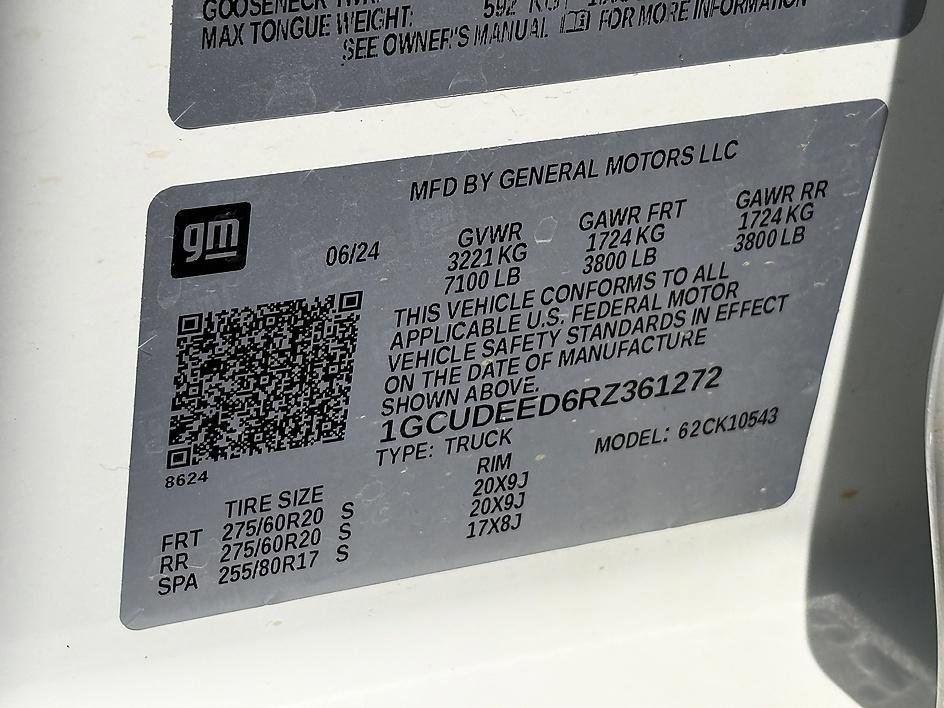 GOOSENECK
MAX TONGUE WEIGHT: 592
SEE OWNER'S MANUAL FOR MORE INFORMATION
MFD BY GENERAL MOTORS LLC
gm
06/24
GVWR GAWR FRT GAWR RR
3221 KG 1724 KG 1724 KG
7100 LB 3800 LB 3800 LB
THIS VEHICLE CONFORMS TO ALL
APPLICABLE U.S. FEDERAL MOTOR
VEHICLE SAFETY STANDARDS IN EFFECT
ON THE DATE OF MANUFACTURE
SHOWN ABOVE.
1GCUDEED6RZ361272
TYPE: TRUCK MODEL: 62CK10543
8624
TIRE SIZE RIM
FRT 275/60R20 S 20X9J
RR 275/60R20 S 20X9J
SPA 255/80R17 S 17X8J